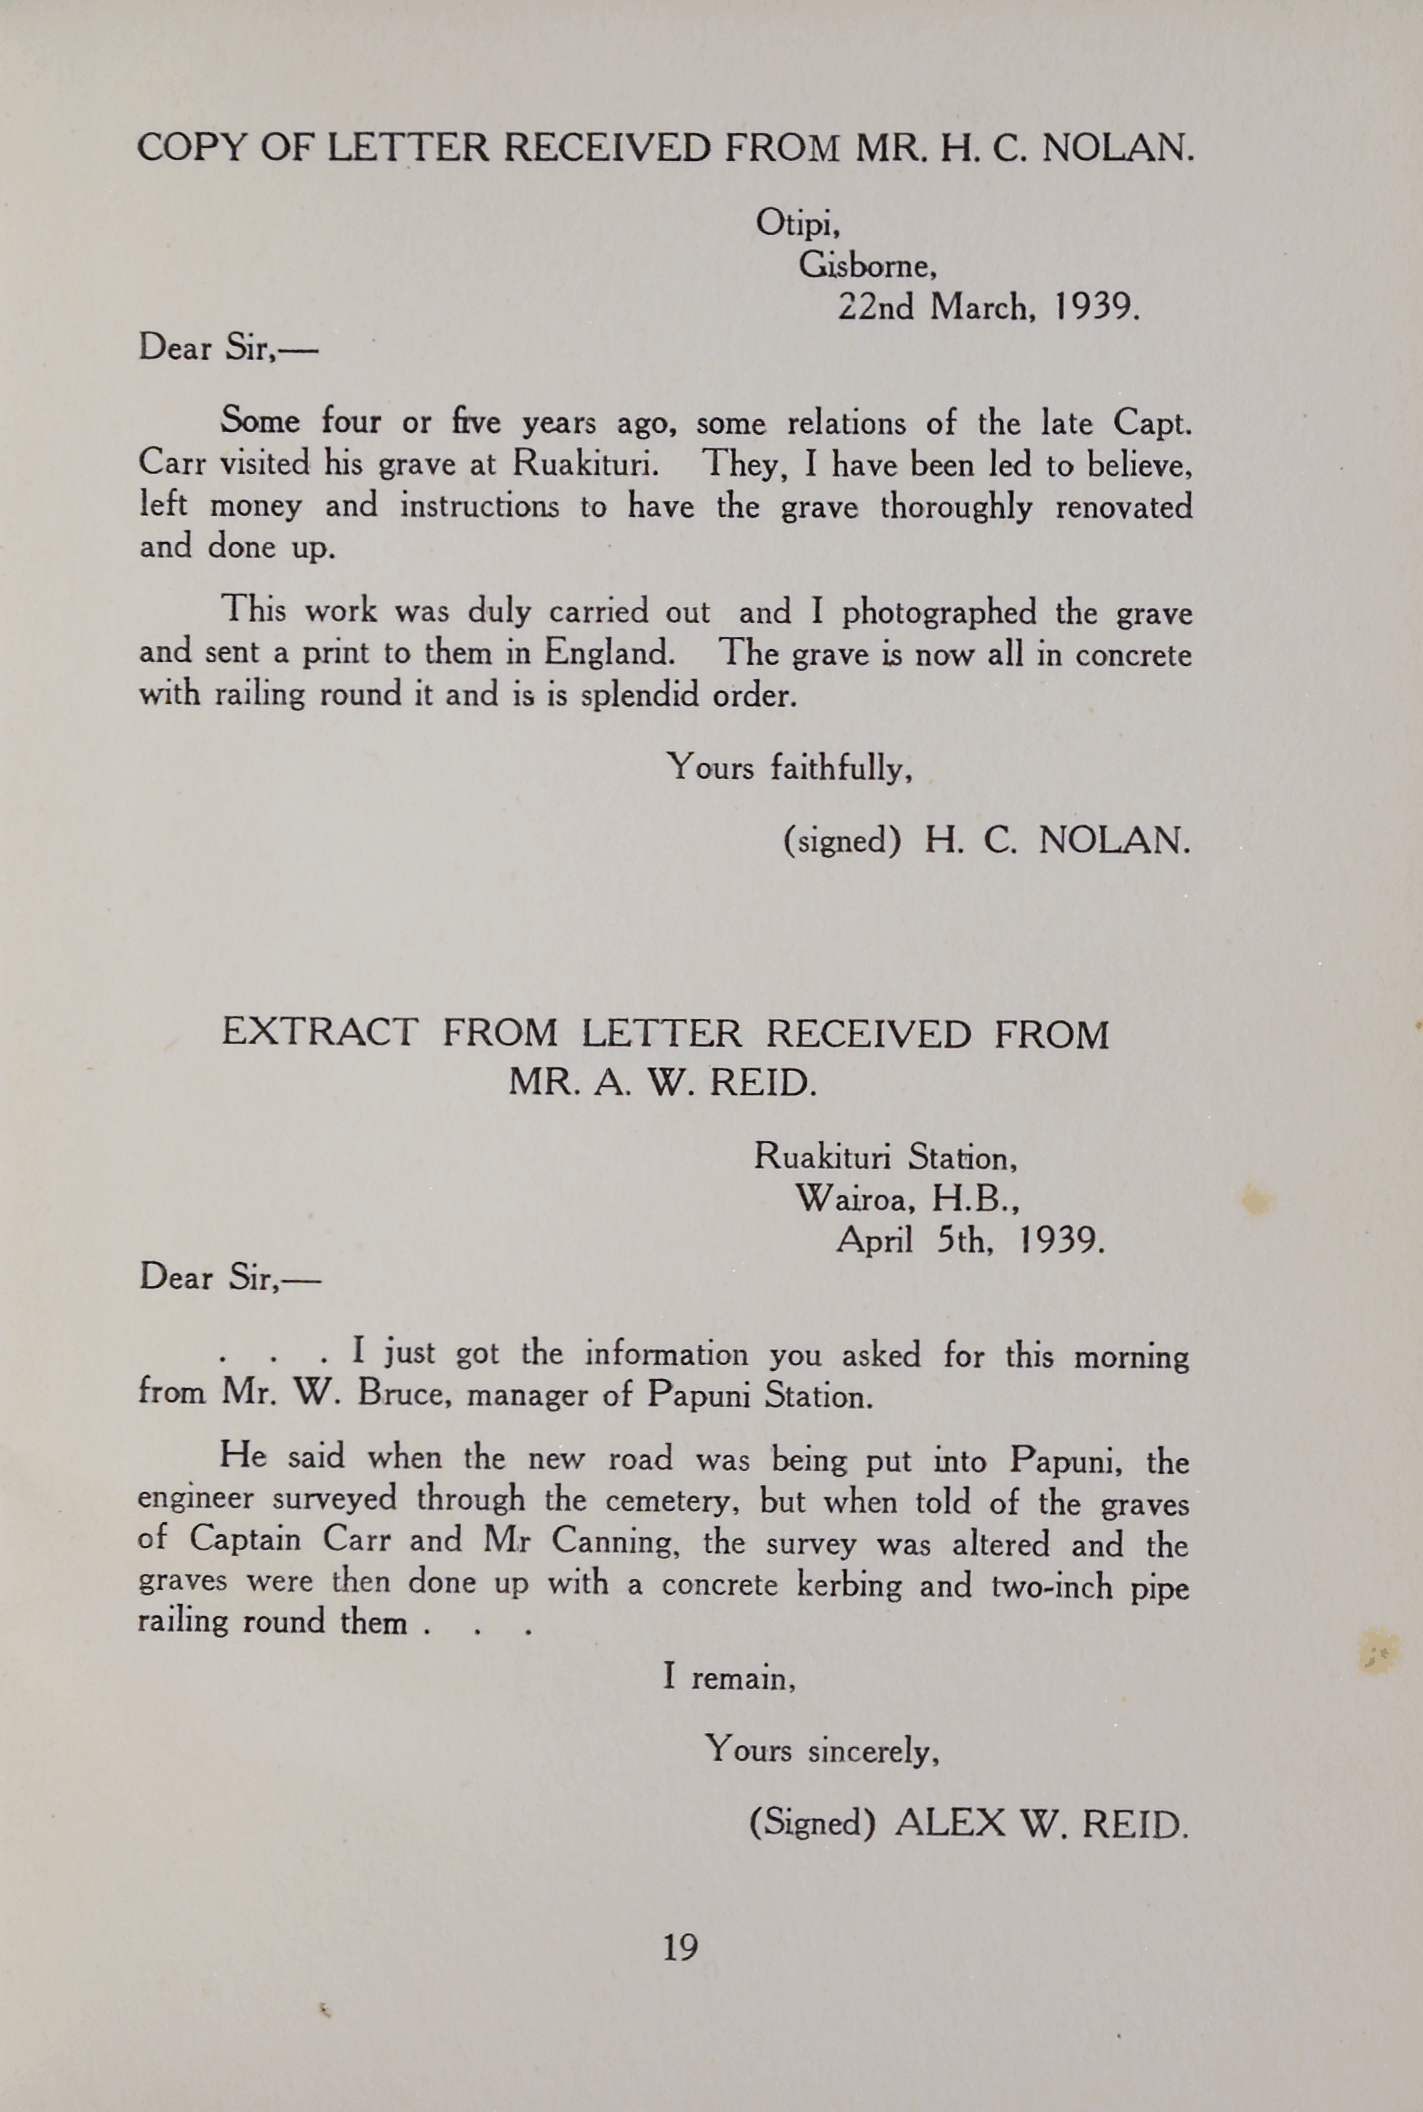 COPY OF LETTER RECEIVED FROM MR. H. C. NOLAN.
Otipi,
Gisborne,
22nd March, 1939.
Dear Sir,—
Some four or five years ago, some relations of the late Capt.
Carr visited his grave at Ruakituri. They, I have been led to believe,
left money and instructions to have the grave thoroughly renovated
and done up.
This work was duly carried out and I photographed the grave
and sent a print to them in England. The grave is now all in concrete
with railing round it and is is splendid order.
Yours faithfully,
(signed) H. C. NOLAN.
EXTRACT FROM LETTER RECEIVED FROM
MR. A. W. REID.
Ruakituri Station,
Wairoa, H.B.,
April 5th, 1939.
Dear Sir,—
. . . I just got the information you asked for this morning
from Mr. W. Bruce, manager of Papuni Station.
He said when the new road was being put into Papuni, the
engineer surveyed through the cemetery, but when told of the graves
of Captain Carr and Mr Canning, the survey was altered and the
graves were then done up with a concrete kerbing and two-inch pipe
railing round them . . .
I remain,
Yours sincerely,
(Signed) ALEX W. REID.
19